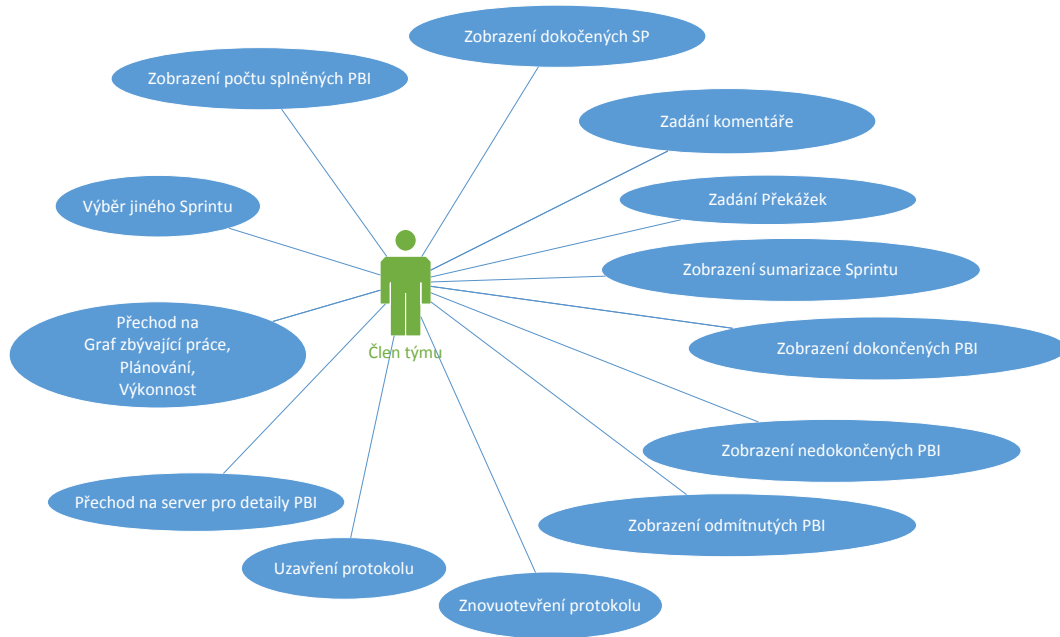 Zobrazení dokočených SP
Zobrazení počtu splněných PBI
Zadání komentáře
Zadání Překážek
Výběr jiného Sprintu
Zobrazení sumarizace Sprintu
Přechod na
Graf zbývající práce,
Plánování,
Výkonnost
Člen týmu
Zobrazení dokončených PBI
Zobrazení nedokončených PBI
Přechod na server pro detaily PBI
Zobrazení odmítnutých PBI
Uzavření protokolu
Znovuotevření protokolu